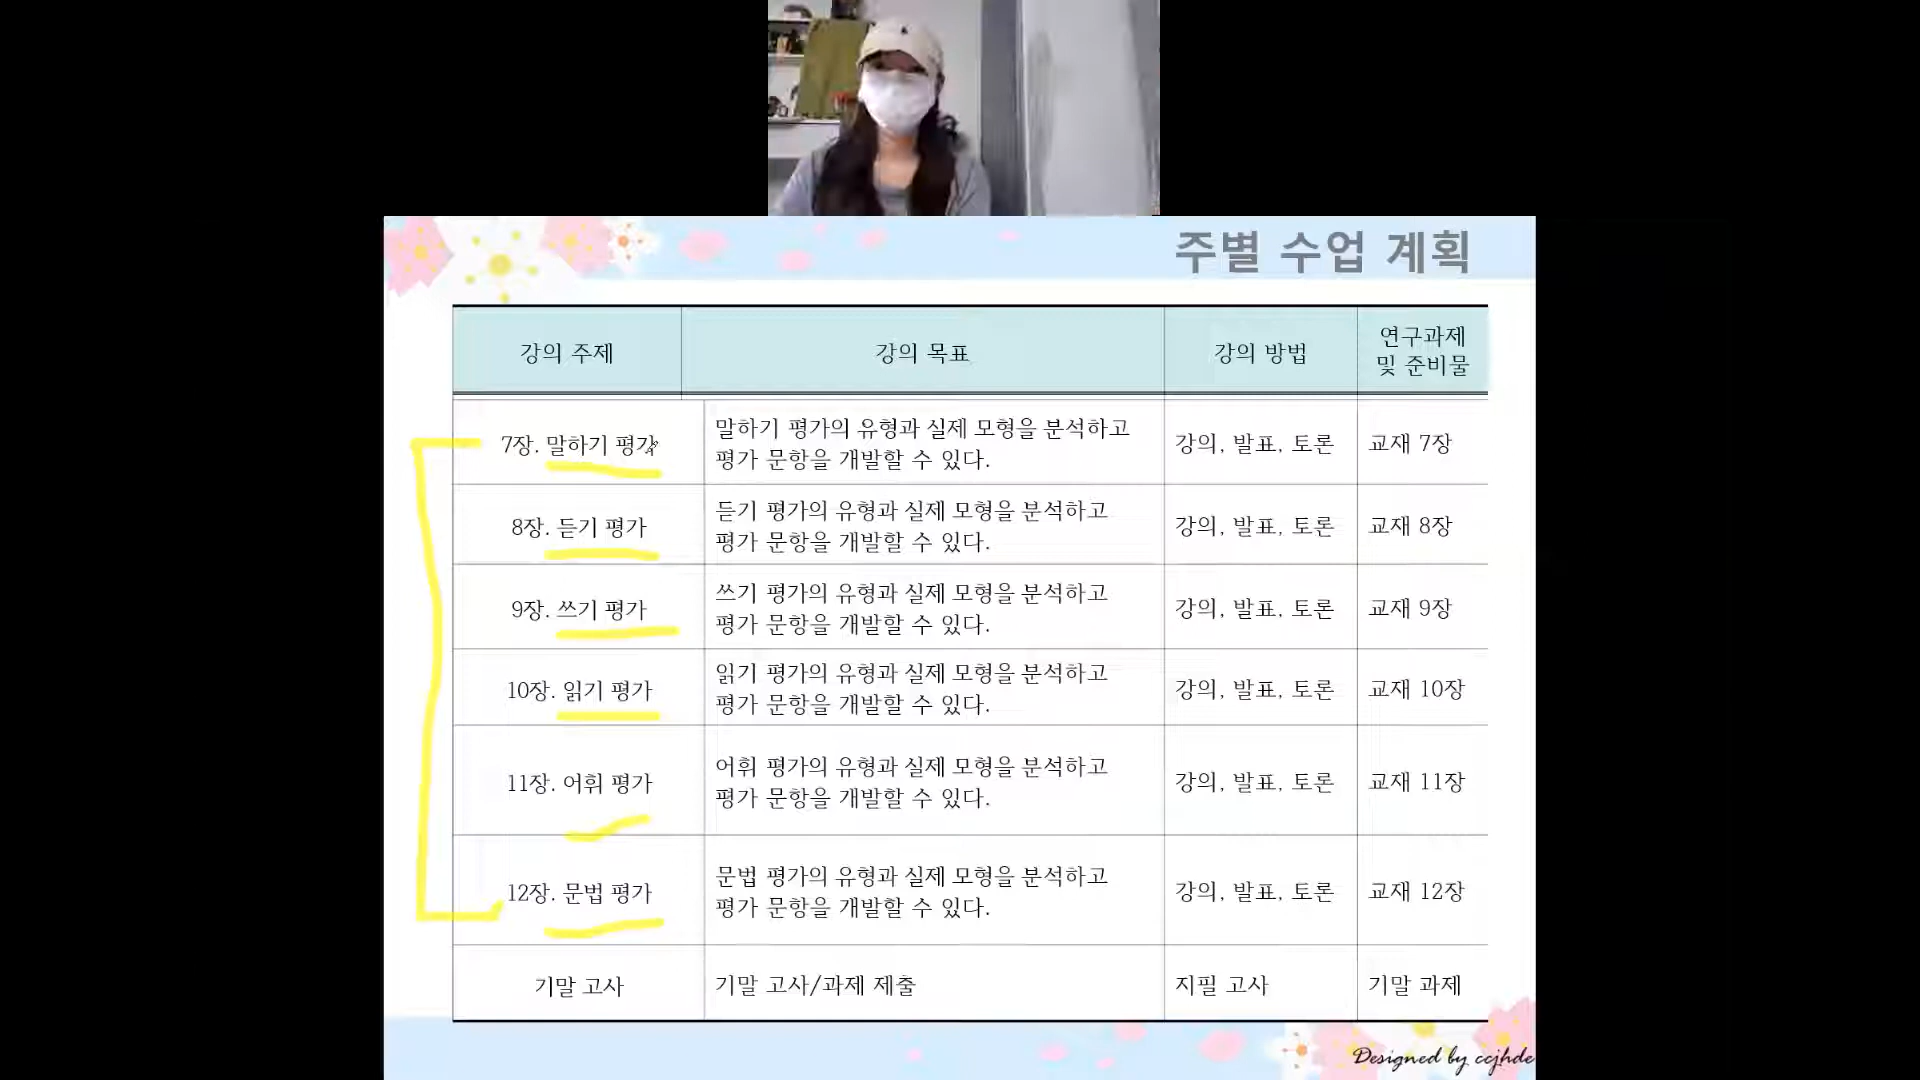 주별 수업 계획
강의 주제
강의 목표
강의 방법
연구과제
및 준비물
7장. 말하기 평가
말하기 평가의 유형과 실제 모형을 분석하고
평가 문항을 개발할 수 있다.
강의, 발표, 토론
교재 7장
8장. 듣기 평가
듣기 평가의 유형과 실제 모형을 분석하고
평가 문항을 개발할 수 있다.
강의, 발표, 토론
교재 8장
9장. 쓰기 평가
쓰기 평가의 유형과 실제 모형을 분석하고
평가 문항을 개발할 수 있다.
강의, 발표, 토론
교재 9장
10장. 읽기 평가
읽기 평가의 유형과 실제 모형을 분석하고
평가 문항을 개발할 수 있다.
강의, 발표, 토론
교재 10장
11장. 어휘 평가
어휘 평가의 유형과 실제 모형을 분석하고
평가 문항을 개발할 수 있다.
강의, 발표, 토론
교재 11장
12장. 문법 평가
문법 평가의 유형과 실제 모형을 분석하고
평가 문항을 개발할 수 있다.
강의, 발표, 토론
교재 12장
기말 고사
기말 고사/과제 제출
지필 고사
기말 과제
Designed by ccjhde